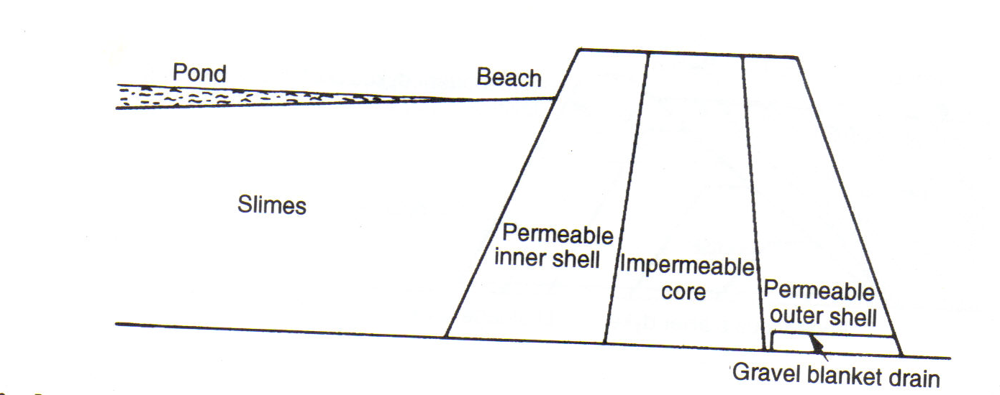 Pond
Beach
Slimes
Permeable
inner shell
Impermeable
core
Permeable
outer shell
Gravel blanket drain